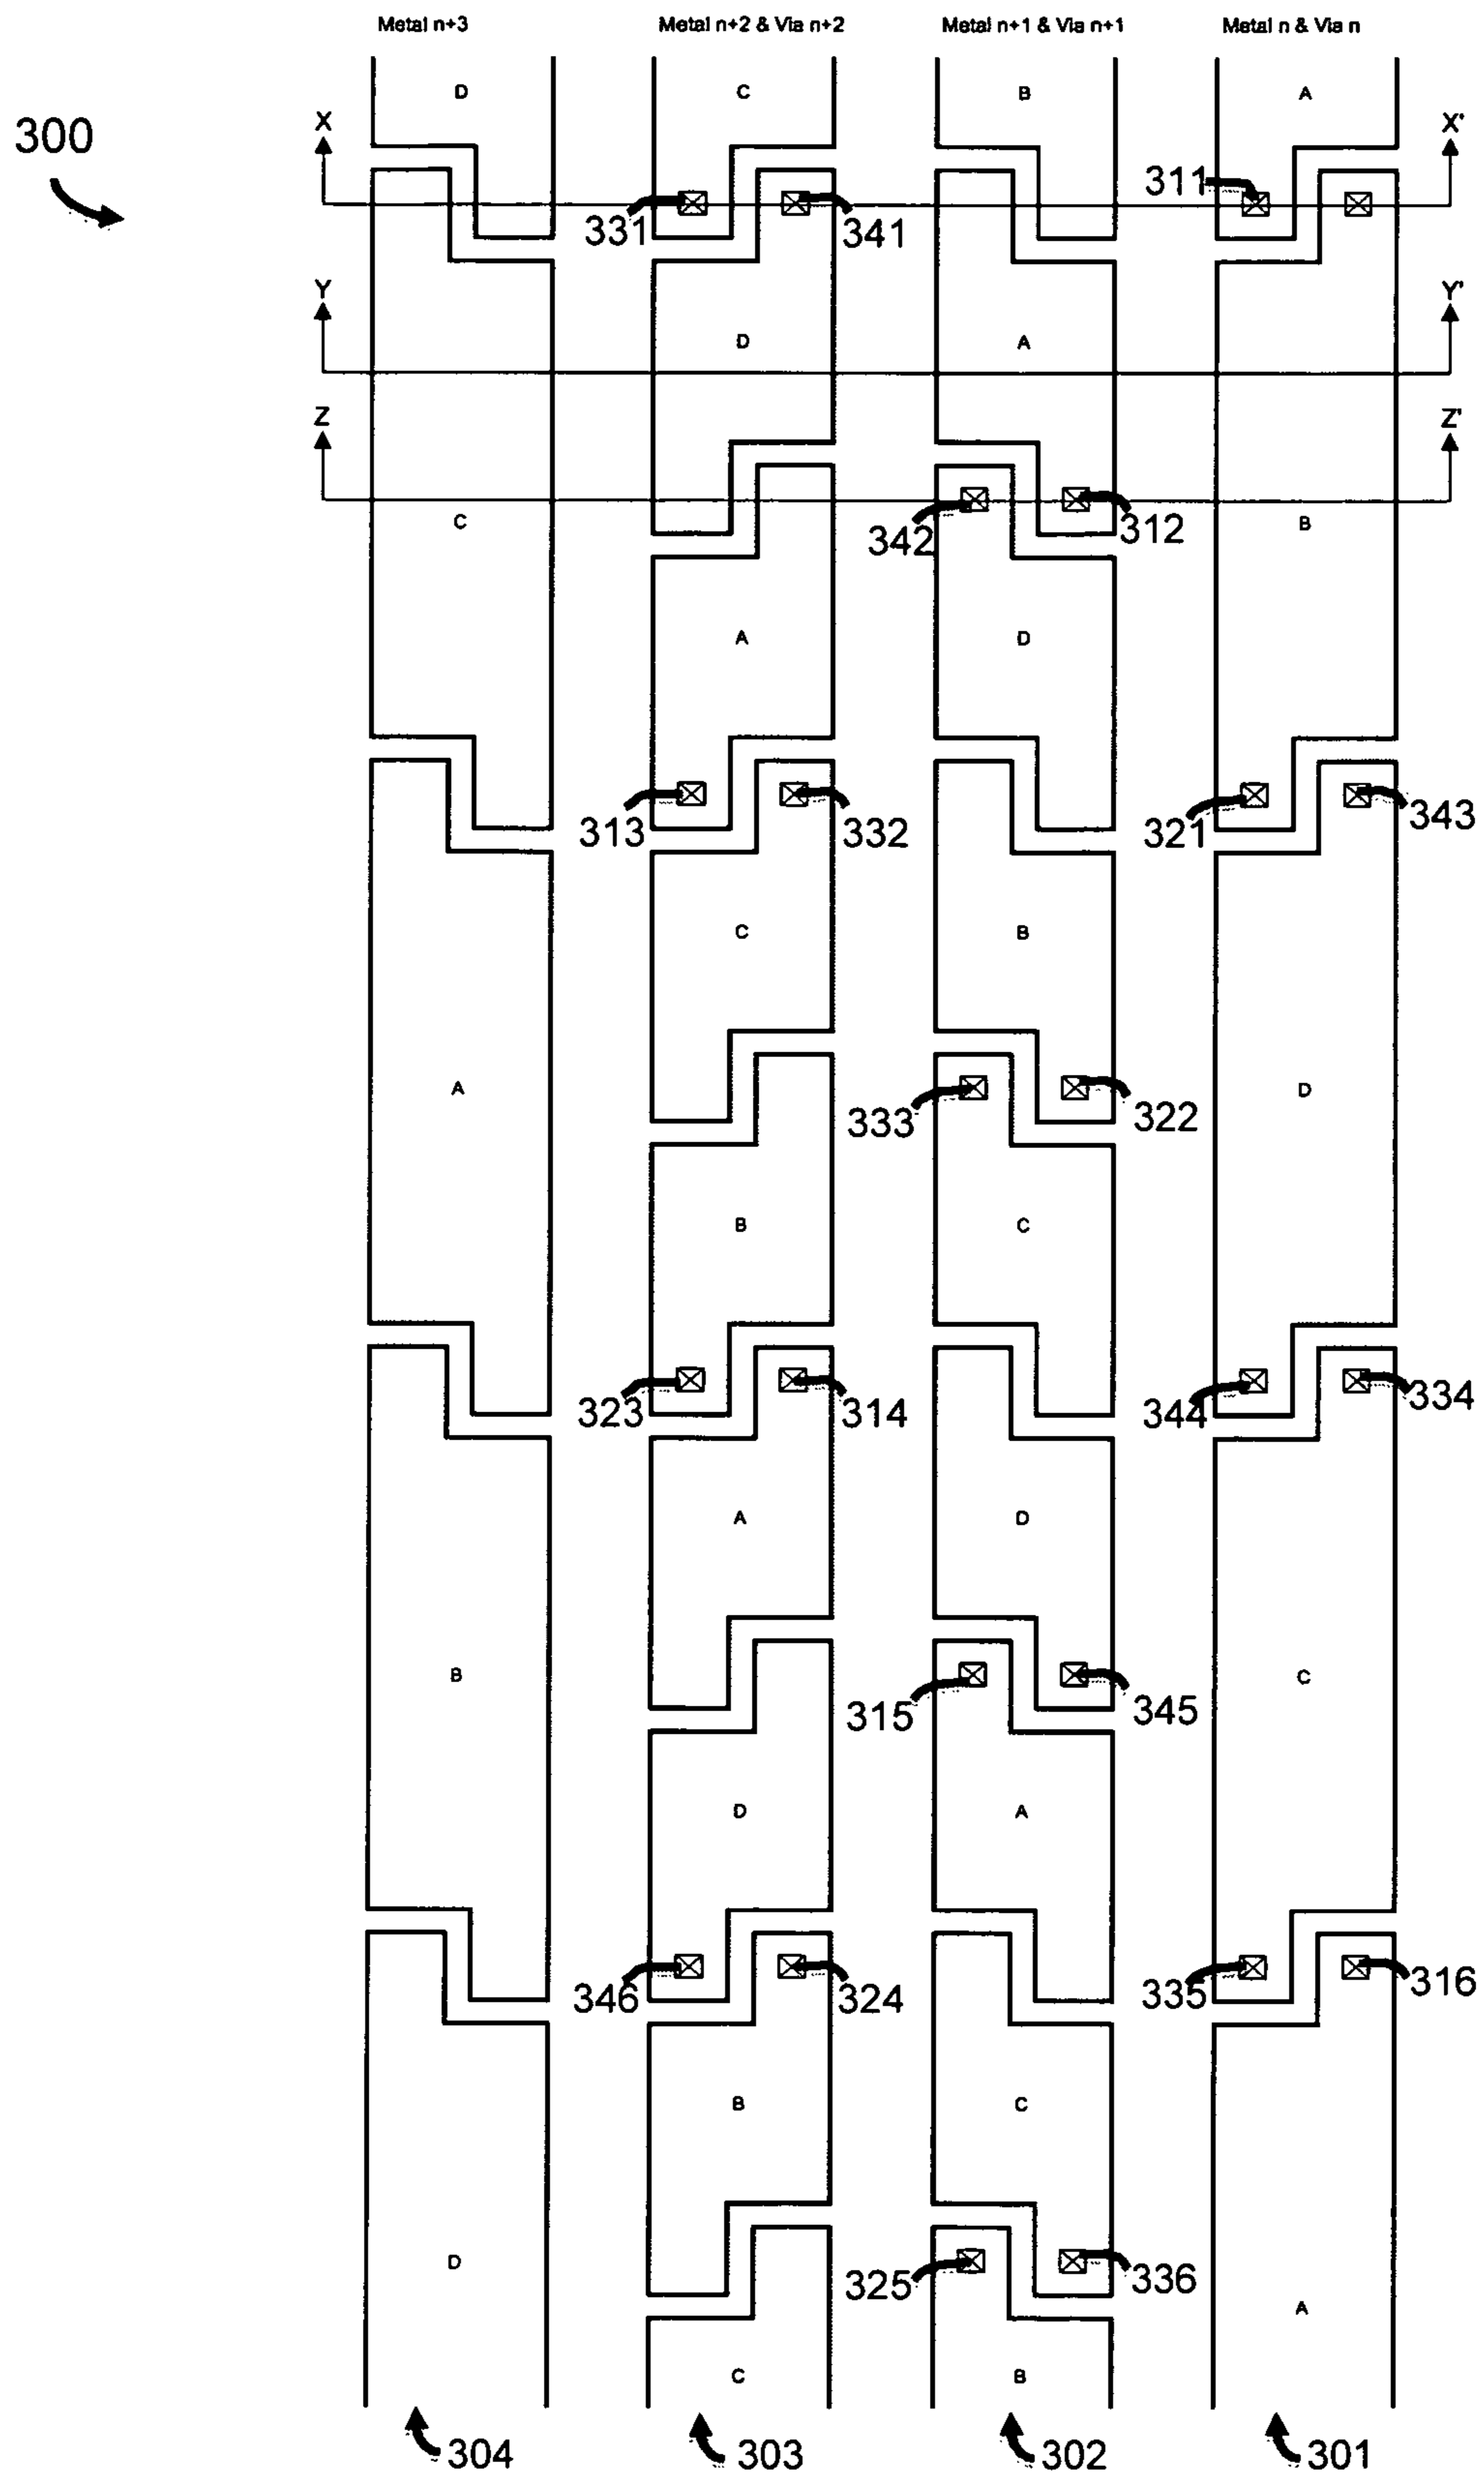 Metal n+3 Metal n+2 & Via n+2 Metal n+1 & Via n+1 Metal n & Via n
D C B A
300
X X'
311
331 341
Y Y'
D A
Z Z'
C 342 312 B
A D
313 332 321 343
C B
A 333 322 D
B C
323 314 344 334
A D
B 315 345 C
D A
346 324 335 316
B C
D 325 336 A
C B
304 303 302 301